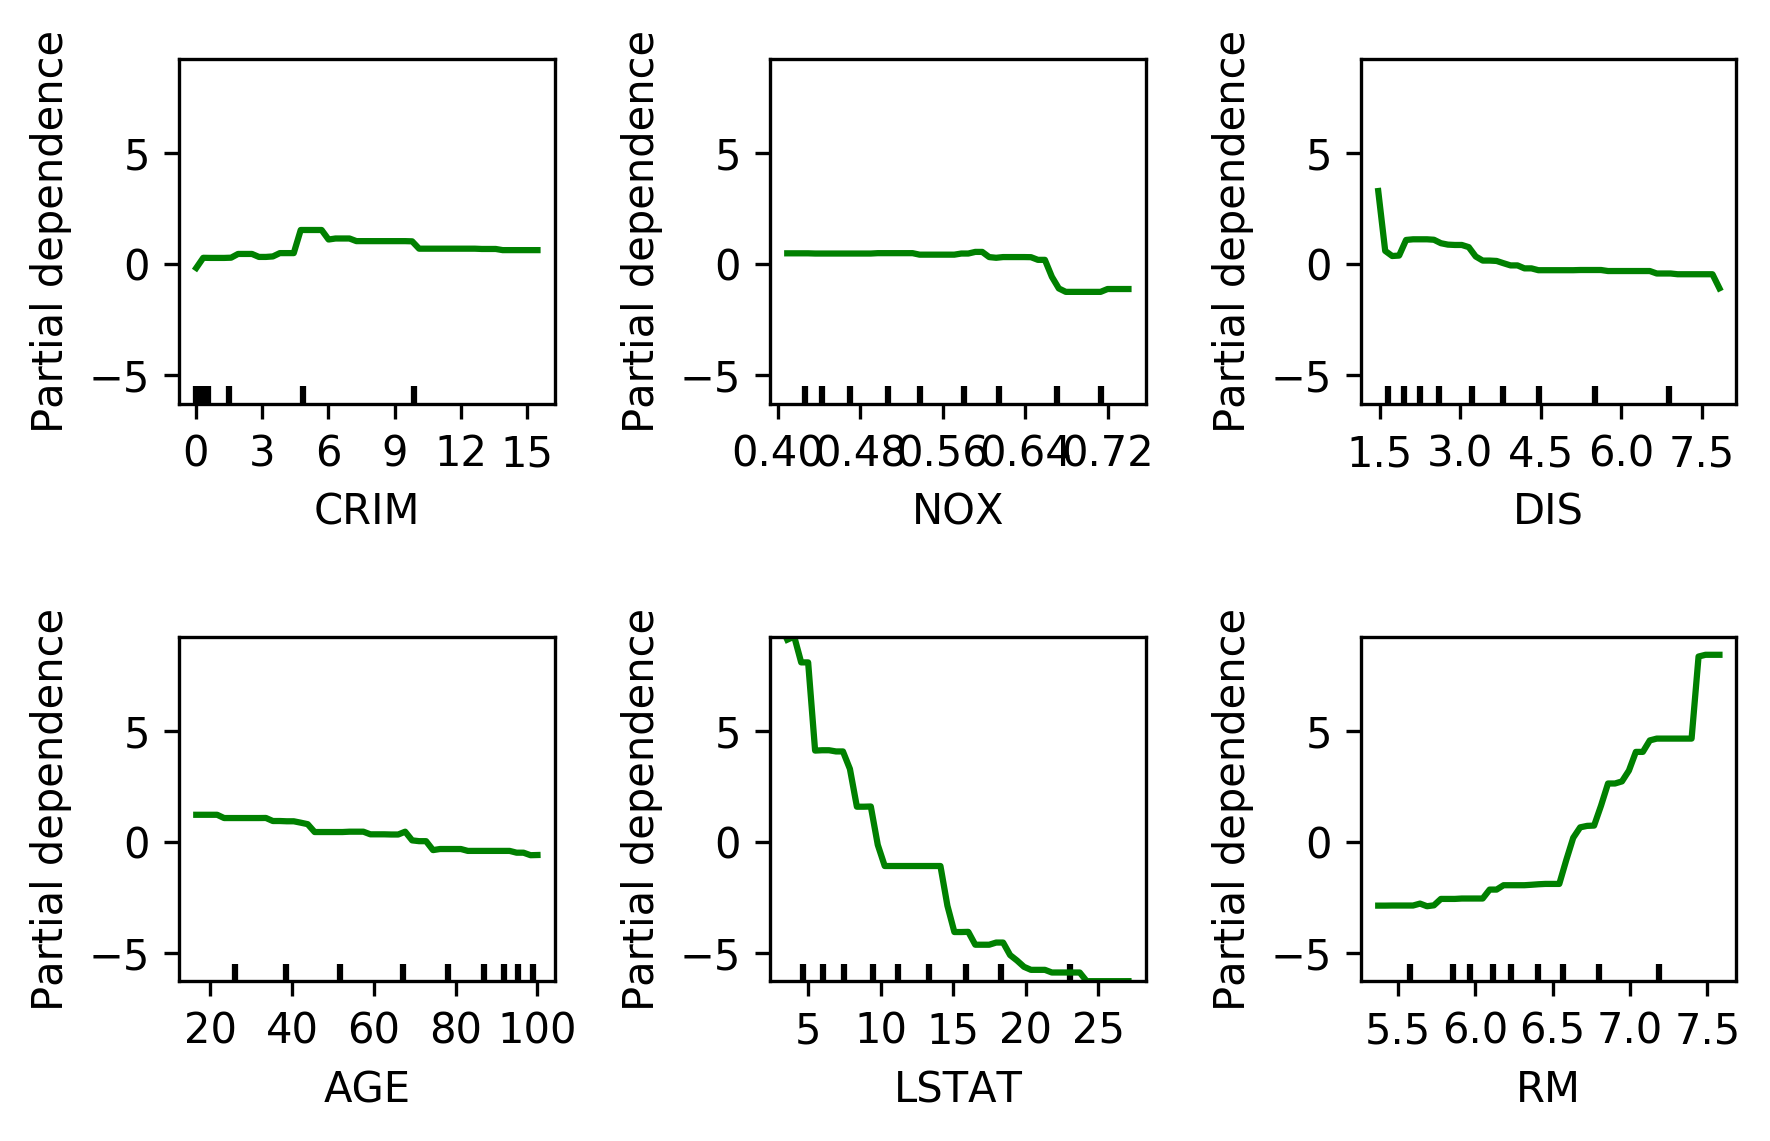 Partial dependence
5
0
−5
0 3 6 9 12 15
CRIM
Partial dependence
5
0
−5
0.40 0.48 0.56 0.64 0.72
NOX
Partial dependence
5
0
−5
1.5 3.0 4.5 6.0 7.5
DIS
Partial dependence
5
0
−5
20 40 60 80 100
AGE
Partial dependence
5
0
−5
5 10 15 20 25
LSTAT
Partial dependence
5
0
−5
5.5 6.0 6.5 7.0 7.5
RM